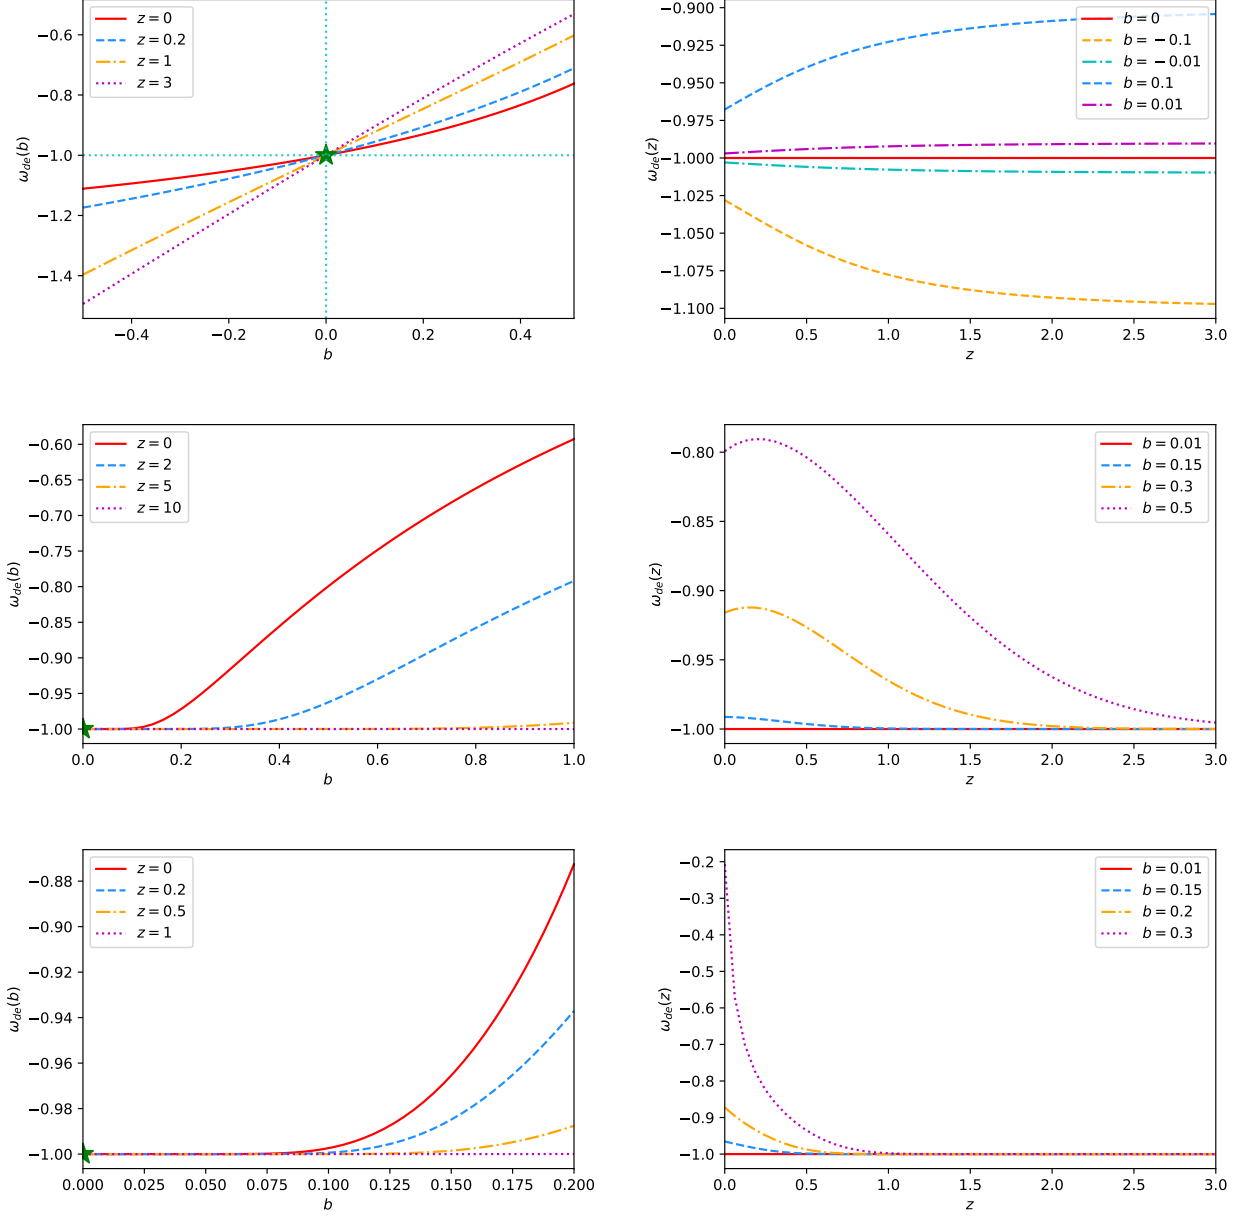 z = 0
z = 0.2
z = 1
z = 3
−0.6
−0.8
−1.0
−1.2
−1.4
ω_de(b)
−0.4 −0.2 0.0 0.2 0.4
b
b = 0
b = −0.1
b = −0.01
b = 0.1
b = 0.01
−0.900
−0.925
−0.950
−0.975
−1.000
−1.025
−1.050
−1.075
−1.100
ω_de(z)
0.0 0.5 1.0 1.5 2.0 2.5 3.0
z
z = 0
z = 2
z = 5
z = 10
−0.60
−0.65
−0.70
−0.75
−0.80
−0.85
−0.90
−0.95
−1.00
ω_de(b)
0.0 0.2 0.4 0.6 0.8 1.0
b
b = 0.01
b = 0.15
b = 0.3
b = 0.5
−0.80
−0.85
−0.90
−0.95
−1.00
ω_de(z)
0.0 0.5 1.0 1.5 2.0 2.5 3.0
z
z = 0
z = 0.2
z = 0.5
z = 1
−0.88
−0.90
−0.92
−0.94
−0.96
−0.98
−1.00
ω_de(b)
0.000 0.025 0.050 0.075 0.100 0.125 0.150 0.175 0.200
b
b = 0.01
b = 0.15
b = 0.2
b = 0.3
−0.2
−0.3
−0.4
−0.5
−0.6
−0.7
−0.8
−0.9
−1.0
ω_de(z)
0.0 0.5 1.0 1.5 2.0 2.5 3.0
z